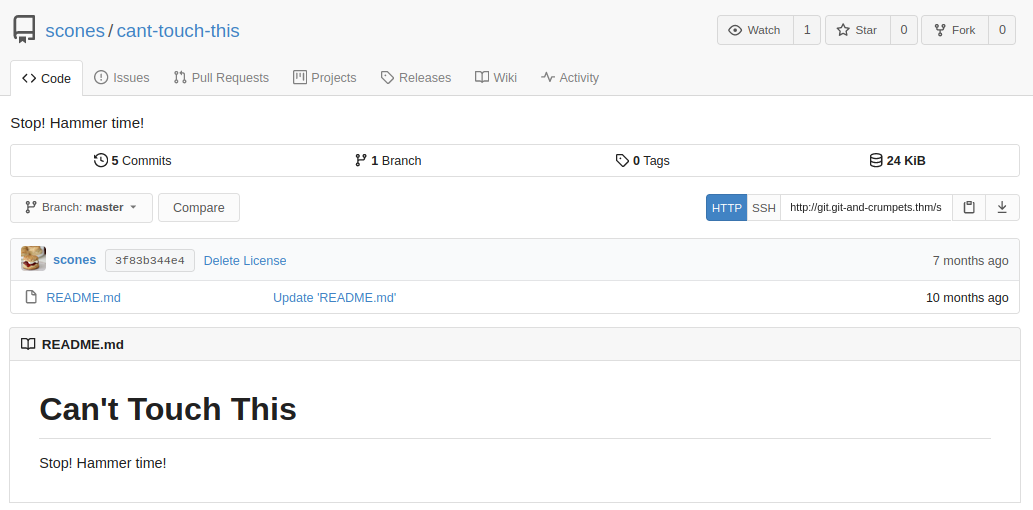 scones / cant-touch-this Watch 1 Star 0 Fork 0
Code Issues Pull Requests Projects Releases Wiki Activity
Stop! Hammer time!
5 Commits 1 Branch 0 Tags 24 KiB
Branch: master Compare HTTP SSH http://git.git-and-crumpets.thm/s
scones 3f83b344e4 Delete License 7 months ago
README.md Update 'README.md' 10 months ago
README.md
Can't Touch This
Stop! Hammer time!